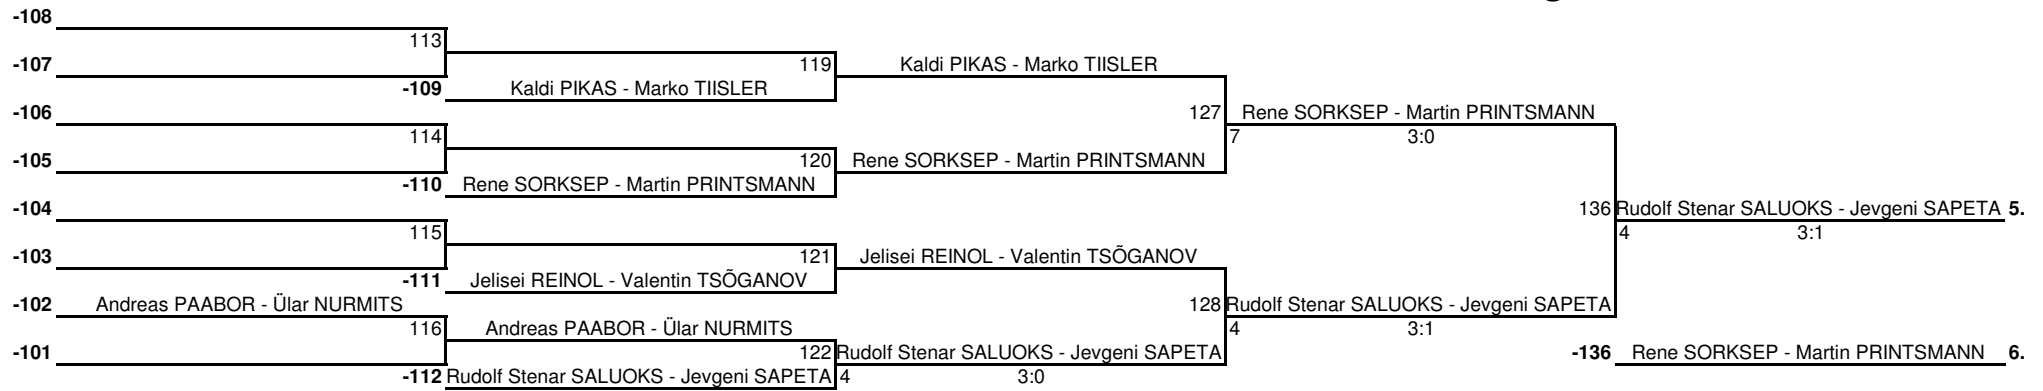 -108
113
-107
119 Kaldi PIKAS - Marko TIISLER
-109 Kaldi PIKAS - Marko TIISLER
-106
127 Rene SORKSEP - Martin PRINTSMANN
114
7 3:0
-105
120 Rene SORKSEP - Martin PRINTSMANN
-110 Rene SORKSEP - Martin PRINTSMANN
-104
136 Rudolf Stenar SALUOKS - Jevgeni SAPETA 5.
115
4 3:1
-103
121 Jelisei REINOL - Valentin TSÕGANOV
-111 Jelisei REINOL - Valentin TSÕGANOV
-102 Andreas PAABOR - Ülar NURMITS
128 Rudolf Stenar SALUOKS - Jevgeni SAPETA
116 Andreas PAABOR - Ülar NURMITS
4 3:1
-101
122 Rudolf Stenar SALUOKS - Jevgeni SAPETA
-136 Rene SORKSEP - Martin PRINTSMANN 6.
-112 Rudolf Stenar SALUOKS - Jevgeni SAPETA
4 3:0